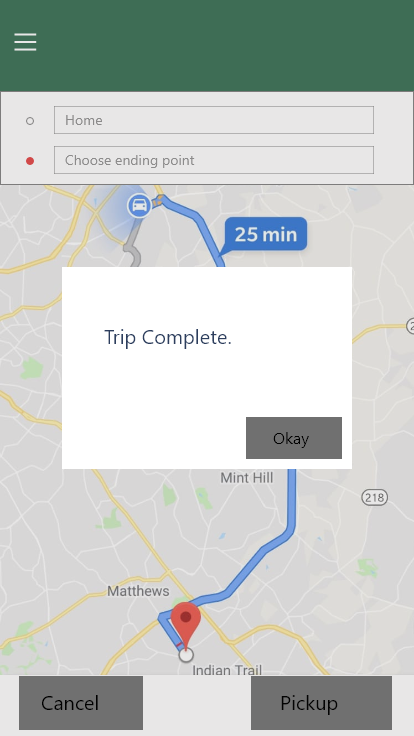 Home
Choose ending point
25 min
Trip Complete.
Okay
Mint Hill
218
Matthews
Indian Trail
Cancel
Pickup